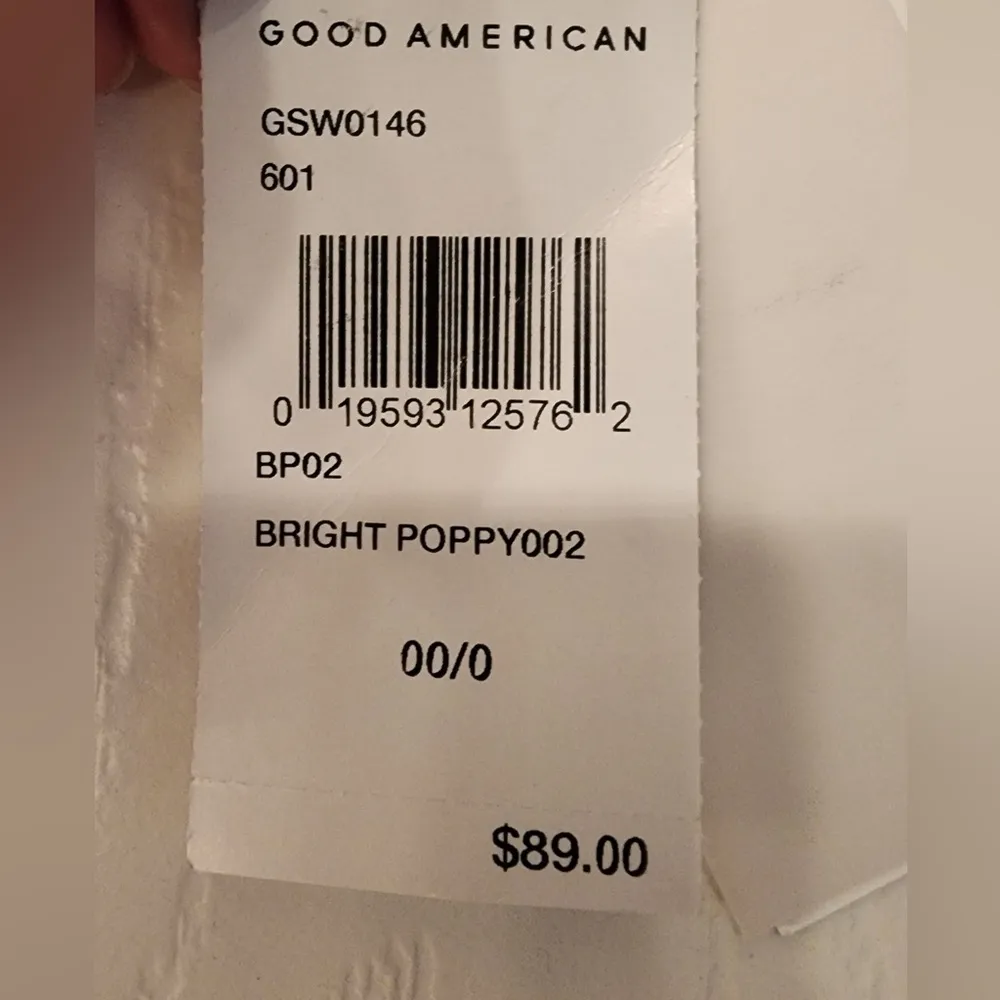 GOOD AMERICAN
GSW0146
601
0 19593 12576 2
BP02
BRIGHT POPPY002
00/0
$89.00